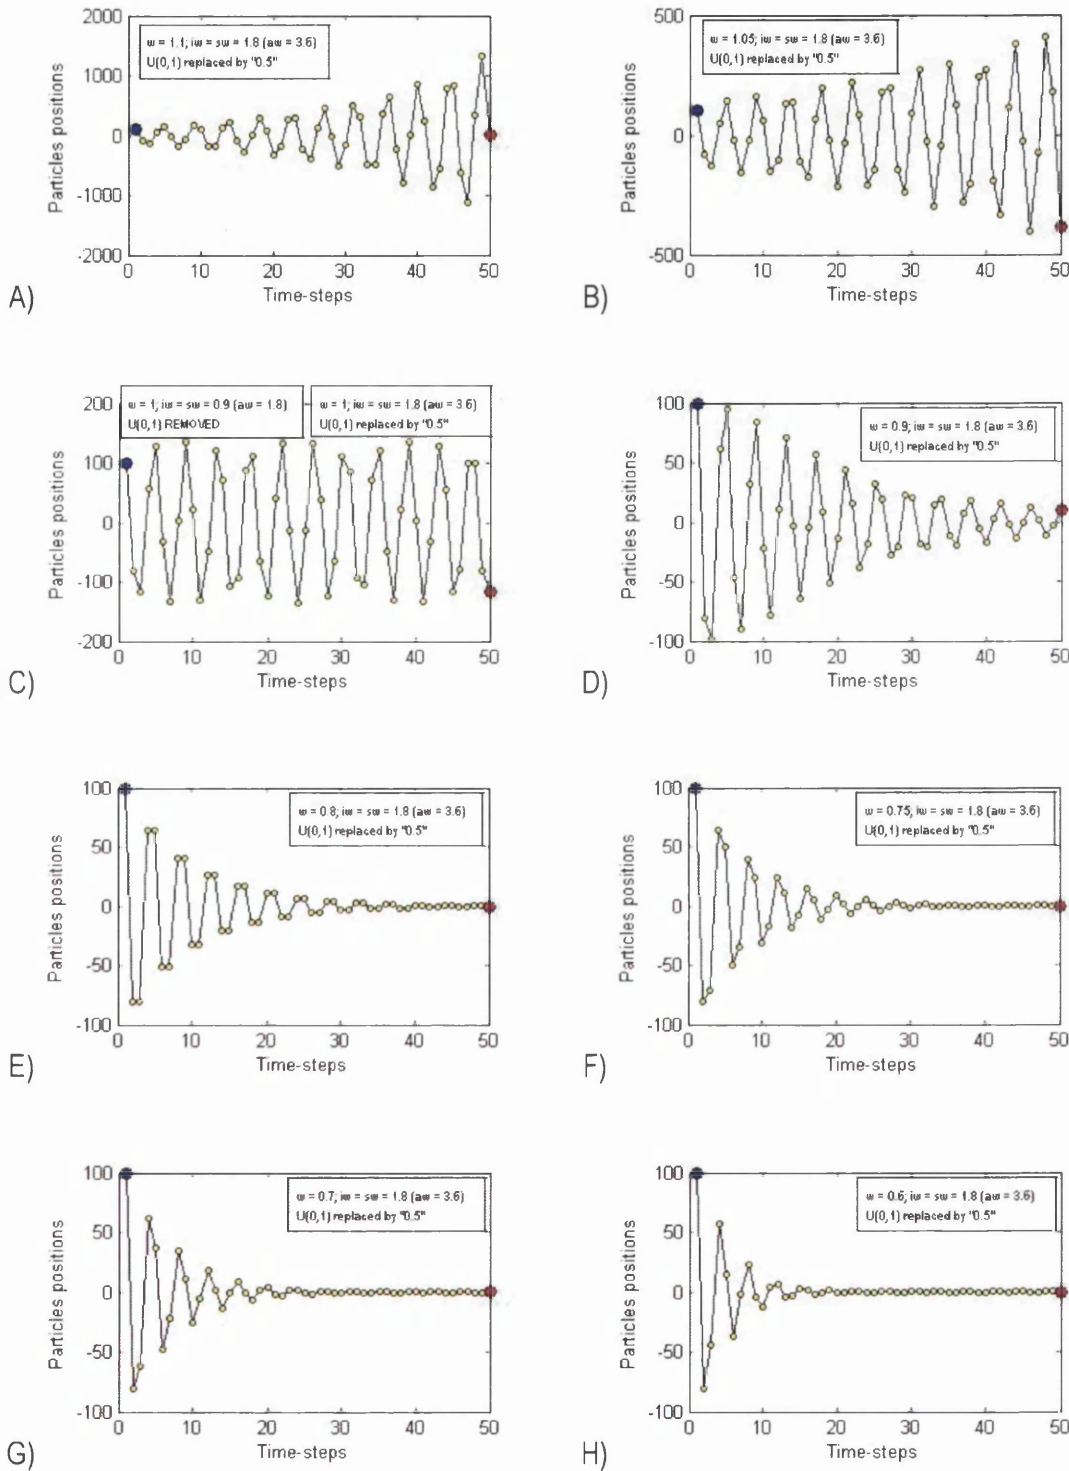 2000
1000
0
-1000
-2000
Particles positions
w = 1.1; iw = sw = 1.8 (aw = 3.6)
U(0,1) replaced by "0.5"
0 10 20 30 40 50
Time-steps
A)
500
0
-500
Particles positions
w = 1.05; iw = sw = 1.8 (aw = 3.6)
U(0,1) replaced by "0.5"
0 10 20 30 40 50
Time-steps
B)
200
100
0
-100
-200
Particles positions
w = 1; iw = sw = 0.9 (aw = 1.8)
U(0,1) REMOVED
w = 1; iw = sw = 1.8 (aw = 3.6)
U(0,1) replaced by "0.5"
0 10 20 30 40 50
Time-steps
C)
100
50
0
-50
-100
Particles positions
w = 0.9; iw = sw = 1.8 (aw = 3.6)
U(0,1) replaced by "0.5"
0 10 20 30 40 50
Time-steps
D)
100
50
0
-50
-100
Particles positions
w = 0.8; iw = sw = 1.8 (aw = 3.6)
U(0,1) replaced by "0.5"
0 10 20 30 40 50
Time-steps
E)
100
50
0
-50
-100
Particles positions
w = 0.75; iw = sw = 1.8 (aw = 3.6)
U(0,1) replaced by "0.5"
0 10 20 30 40 50
Time-steps
F)
100
50
0
-50
-100
Particles positions
w = 0.7; iw = sw = 1.8 (aw = 3.6)
U(0,1) replaced by "0.5"
0 10 20 30 40 50
Time-steps
G)
100
50
0
-50
-100
Particles positions
w = 0.6; iw = sw = 1.8 (aw = 3.6)
U(0,1) replaced by "0.5"
0 10 20 30 40 50
Time-steps
H)